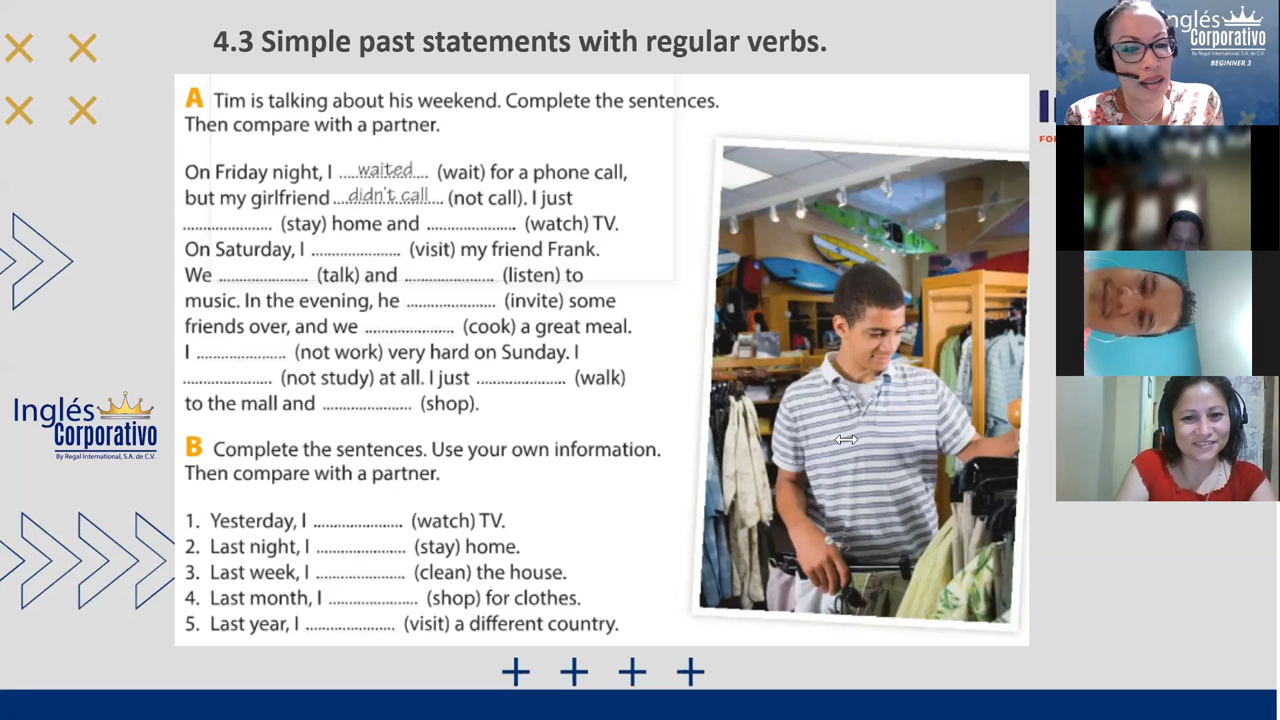 4.3 Simple past statements with regular verbs.
A Tim is talking about his weekend. Complete the sentences.
Then compare with a partner.
On Friday night, I waited (wait) for a phone call,
but my girlfriend didn't call (not call). I just
.................... (stay) home and .................... (watch) TV.
On Saturday, I .................... (visit) my friend Frank.
We .................... (talk) and .................... (listen) to
music. In the evening, he .................... (invite) some
friends over, and we .................... (cook) a great meal.
I .................... (not work) very hard on Sunday. I
.................... (not study) at all. I just .................... (walk)
to the mall and .................... (shop).
B Complete the sentences. Use your own information.
Then compare with a partner.
1. Yesterday, I .................... (watch) TV.
2. Last night, I .................... (stay) home.
3. Last week, I .................... (clean) the house.
4. Last month, I .................... (shop) for clothes.
5. Last year, I .................... (visit) a different country.
Inglés
Corporativo
By Regal International, S.A. de C.V.
Inglés
Corporativo
By Regal International, S.A. de C.V.
BEGINNER 3